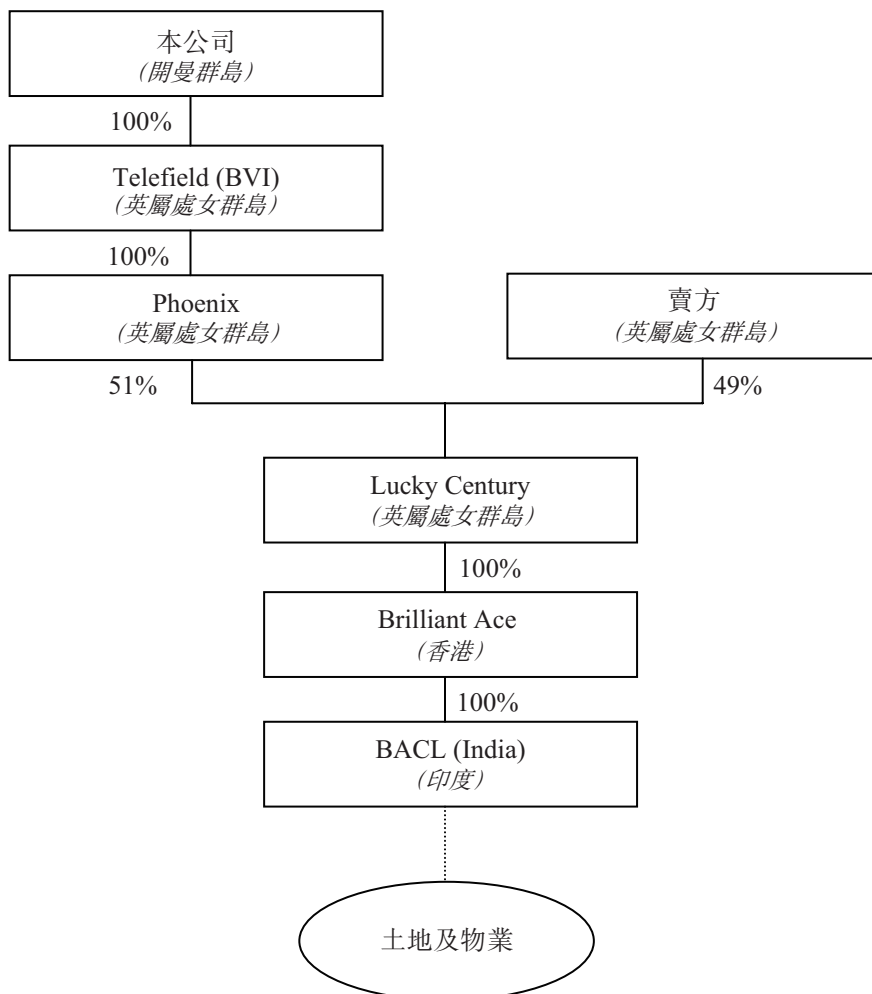 本公司
(開曼群島)
100%
Telefield (BVI)
(英屬處女群島)
100%
Phoenix
(英屬處女群島)
賣方
(英屬處女群島)
51%
49%
Lucky Century
(英屬處女群島)
100%
Brilliant Ace
(香港)
100%
BACL (India)
(印度)
土地及物業